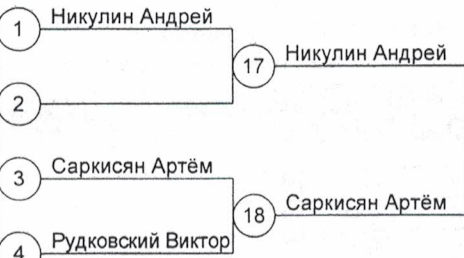 1
Никулин Андрей
17
Никулин Андрей
2
3
Саркисян Артём
18
Саркисян Артём
4
Рудковский Виктор